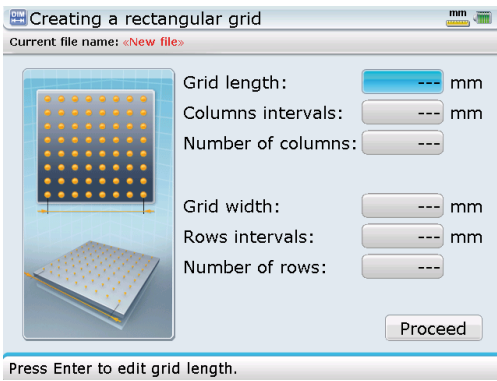 Creating a rectangular grid
mm
Current file name: «New file»
Grid length: --- mm
Columns intervals: --- mm
Number of columns: ---
Grid width: --- mm
Rows intervals: --- mm
Number of rows: ---
Proceed
Press Enter to edit grid length.